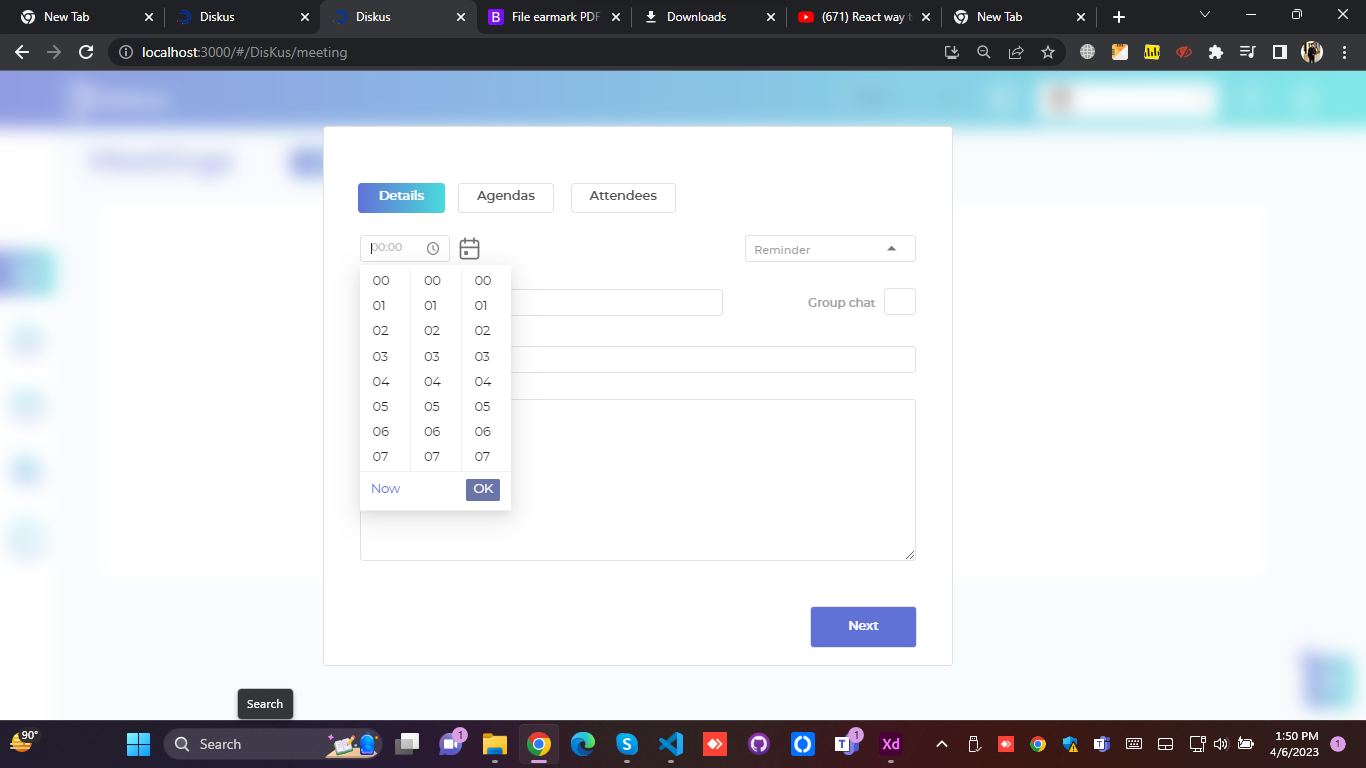 New Tab
Diskus
Diskus
File earmark PDF
Downloads
(671) React way t
New Tab
localhost:3000/#/DisKus/meeting
Meetings
Details
Agendas
Attendees
00:00
Reminder
00 00 00
01 01 01
Group chat
02 02 02
03 03 03
04 04 04
05 05 05
06 06 06
07 07 07
Now
OK
Next
Search
90°
Search
1
1
Xd
1:50 PM
4/6/2023
1